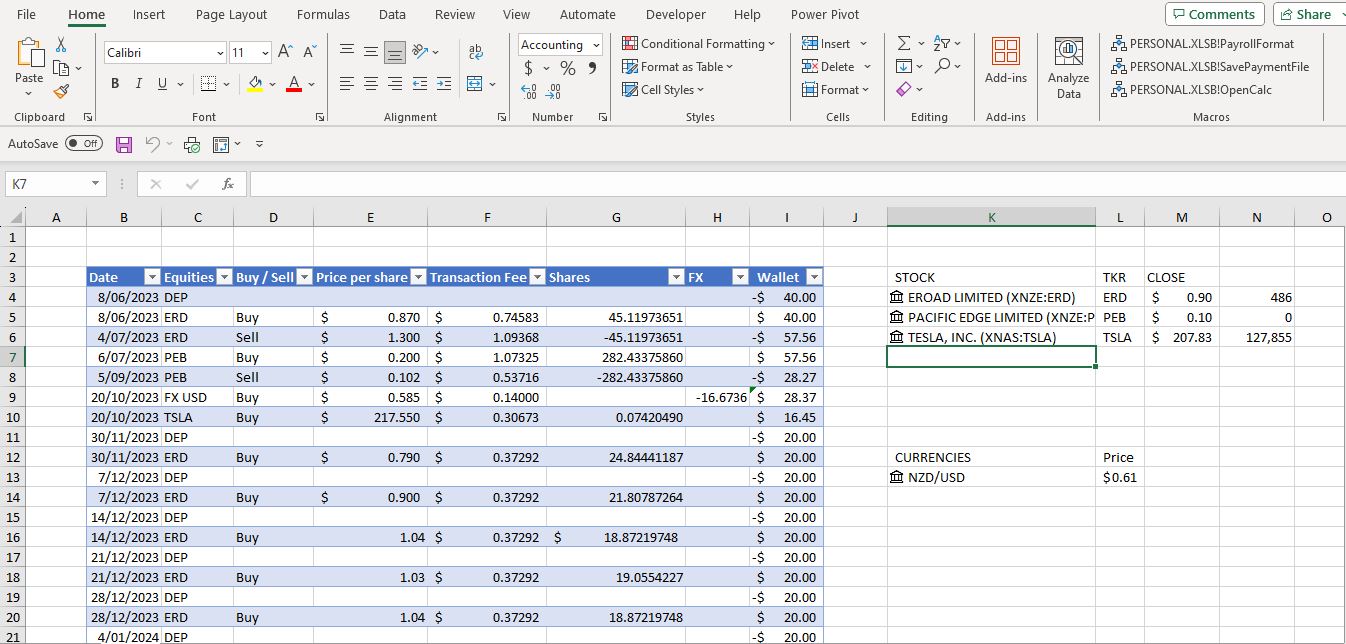 File Home Insert Page Layout Formulas Data Review View Automate Developer Help Power Pivot Comments Share
Calibri 11 A A ab Accounting Conditional Formatting Insert Σ PERSONAL.XLSB!PayrollFormat
Paste B I U A $ % 9 Format as Table Delete Add-ins Analyze Data PERSONAL.XLSB!SavePaymentFile
.00 .00 Cell Styles Format PERSONAL.XLSB!OpenCalc
Clipboard Font Alignment Number Styles Cells Editing Add-ins Macros
AutoSave Off
K7 fx
A B C D E F G H I J K L M N O
1
2
3 Date Equities Buy / Sell Price per share Transaction Fee Shares FX Wallet STOCK TKR CLOSE
4 8/06/2023 DEP -$ 40.00 EROAD LIMITED (XNZE:ERD) ERD $ 0.90 486
5 8/06/2023 ERD Buy $ 0.870 $ 0.74583 45.11973651 $ 40.00 PACIFIC EDGE LIMITED (XNZE:P PEB $ 0.10 0
6 4/07/2023 ERD Sell $ 1.300 $ 1.09368 -45.11973651 -$ 57.56 TESLA, INC. (XNAS:TSLA) TSLA $ 207.83 127,855
7 6/07/2023 PEB Buy $ 0.200 $ 1.07325 282.43375860 $ 57.56
8 5/09/2023 PEB Sell $ 0.102 $ 0.53716 -282.43375860 -$ 28.27
9 20/10/2023 FX USD Buy $ 0.585 $ 0.14000 -16.6736 $ 28.37
10 20/10/2023 TSLA Buy $ 217.550 $ 0.30673 0.07420490 $ 16.45
11 30/11/2023 DEP -$ 20.00
12 30/11/2023 ERD Buy $ 0.790 $ 0.37292 24.84441187 $ 20.00 CURRENCIES Price
13 7/12/2023 DEP -$ 20.00 NZD/USD $0.61
14 7/12/2023 ERD Buy $ 0.900 $ 0.37292 21.80787264 $ 20.00
15 14/12/2023 DEP -$ 20.00
16 14/12/2023 ERD Buy 1.04 $ 0.37292 $ 18.87219748 $ 20.00
17 21/12/2023 DEP -$ 20.00
18 21/12/2023 ERD Buy 1.03 $ 0.37292 19.0554227 $ 20.00
19 28/12/2023 DEP -$ 20.00
20 28/12/2023 ERD Buy 1.04 $ 0.37292 18.87219748 $ 20.00
21 4/01/2024 DEP -$ 20.00